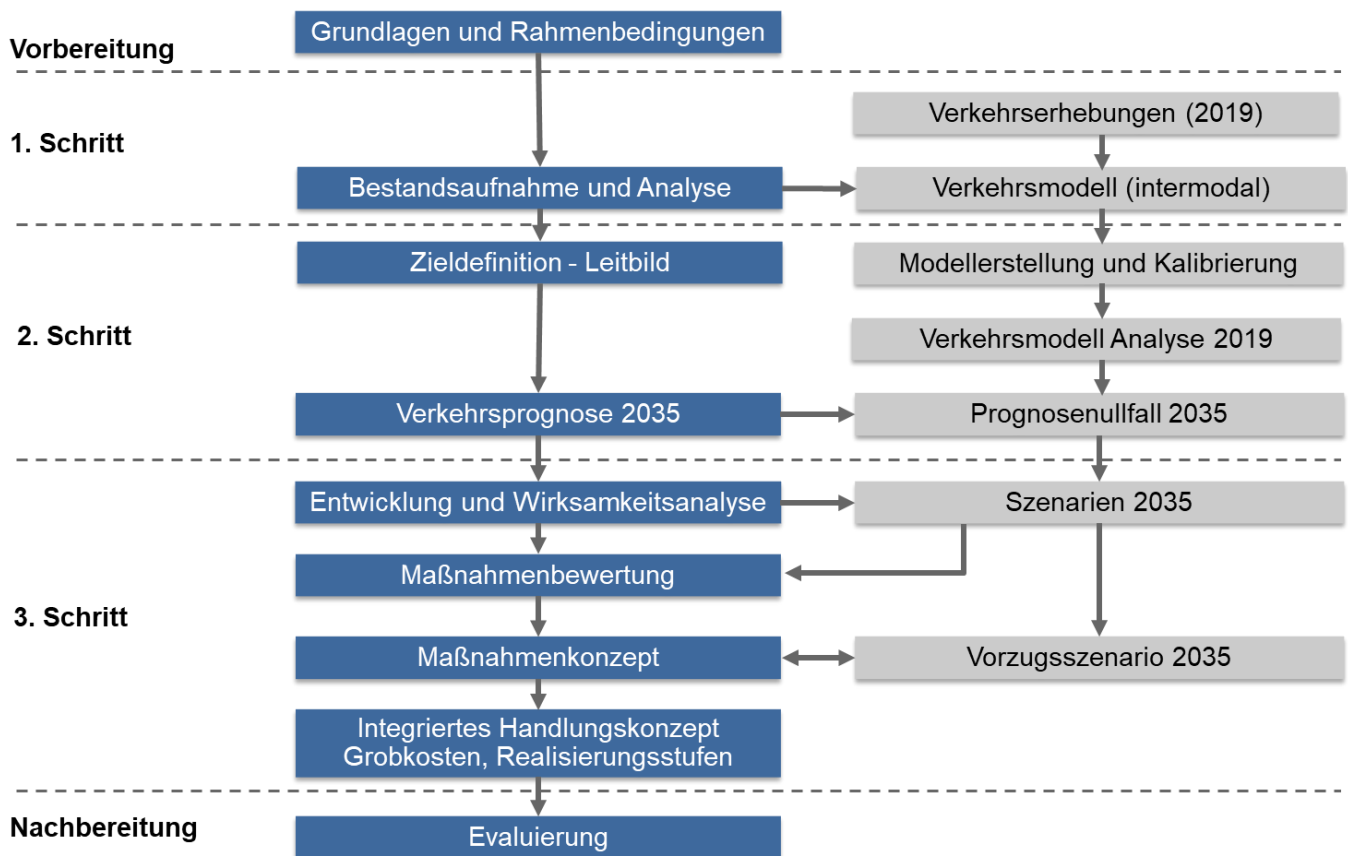 Vorbereitung
Grundlagen und Rahmenbedingungen
1. Schritt
Verkehrserhebungen (2019)
Bestandsaufnahme und Analyse
Verkehrsmodell (intermodal)
2. Schritt
Zieldefinition - Leitbild
Modellerstellung und Kalibrierung
Verkehrsmodell Analyse 2019
Verkehrsprognose 2035
Prognosenullfall 2035
3. Schritt
Entwicklung und Wirksamkeitsanalyse
Szenarien 2035
Maßnahmenbewertung
Maßnahmenkonzept
Vorzugsszenario 2035
Integriertes Handlungskonzept
Grobkosten, Realisierungsstufen
Nachbereitung
Evaluierung